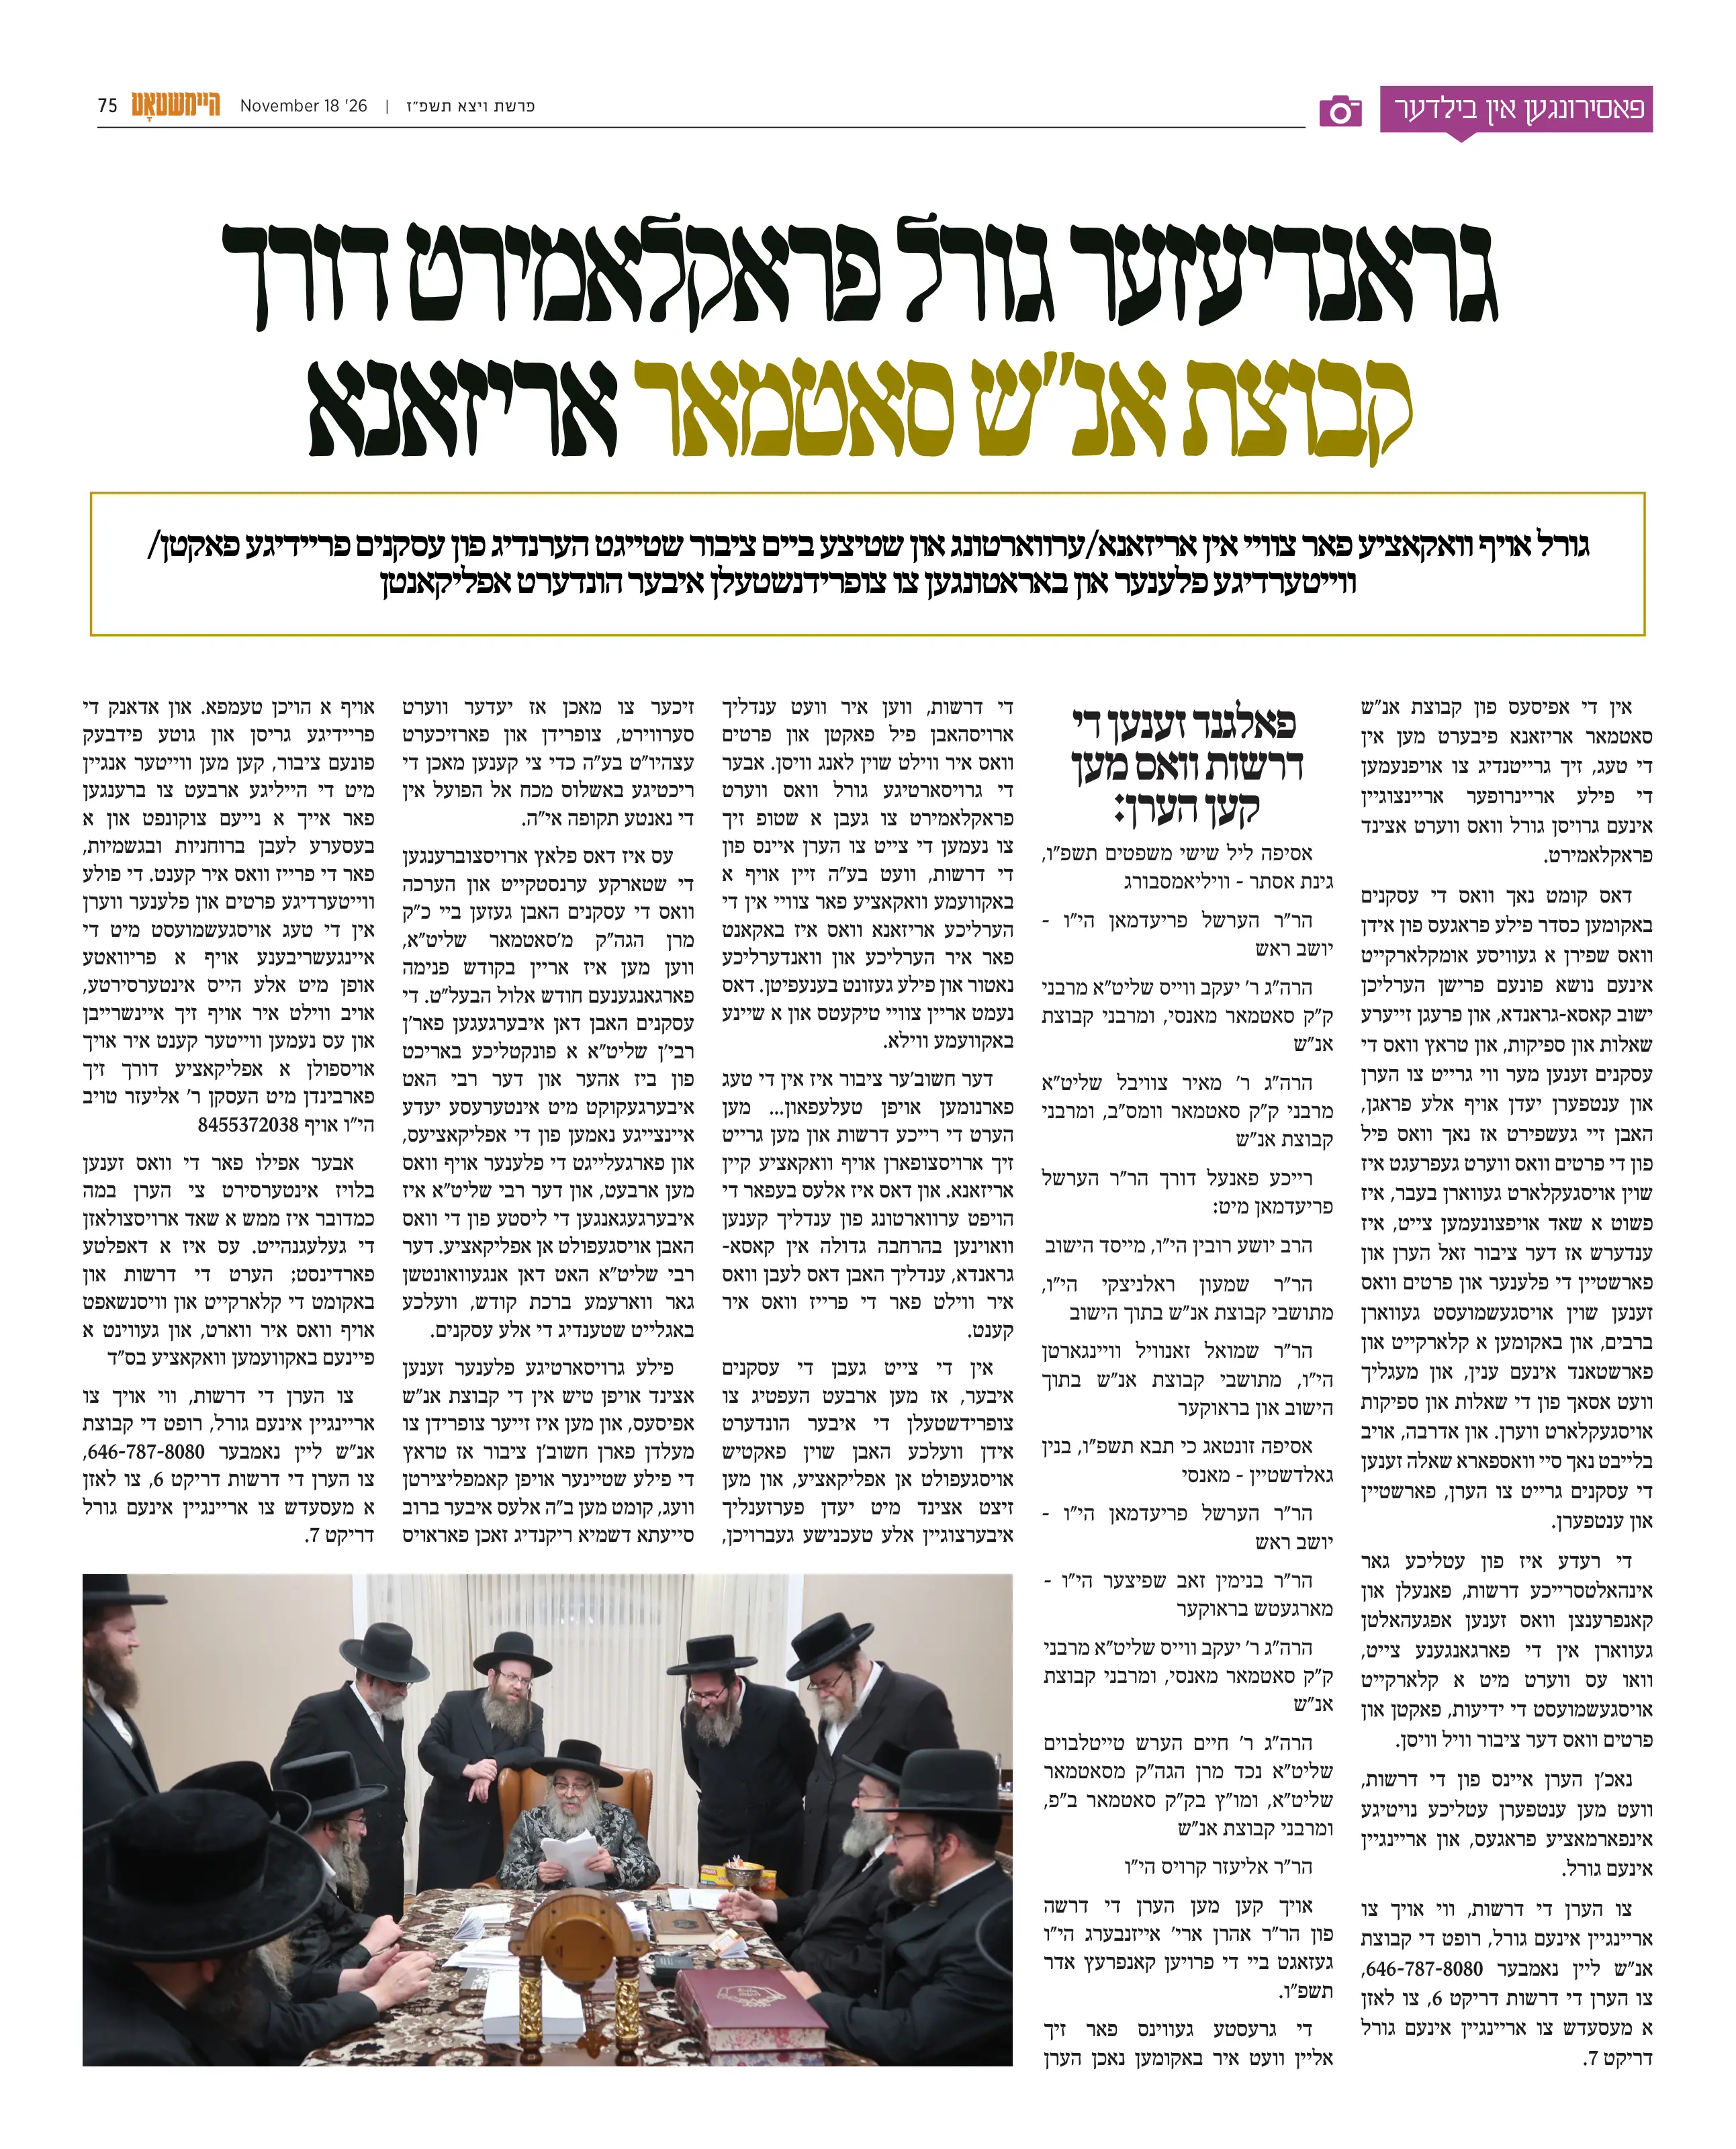 פאסירונגען אין בילדער
פרשת ויצא תשפ"ז | November 18 '26 היימשטאָט 75
גראנדיעזער גורל פראקלאמירט דורך
קבוצת אנ"ש סאטמאר אריזאנא
גורל אויף וואקאציע פאר צוויי אין אריזאנא/ערווארטונג און שטיצע ביים ציבור שטייגט הערנדיג פון עסקנים פריידיגע פאקטן/
ווייטערדיגע פלענער און באראטונגען צו צופרידנשטעלן איבער הונדערט אפליקאנטן
אין די אפיסעס פון קבוצת אנ"ש
סאטמאר אריזאנא פיבערט מען אין
די טעג, זיך גרייטנדיג צו אויפנעמען
די פילע אריינרופער אריינצוגיין
אינעם גרויסן גורל וואס ווערט אצינד
פראקלאמירט.
דאס קומט נאך וואס די עסקנים
באקומען כסדר פילע פראגעס פון אידן
וואס שפירן א געוויסע אומקלארקייט
אינעם נושא פונעם פרישן הערליכן
ישוב קאסא-גראנדא, און פרעגן זייערע
שאלות און ספיקות, און טראץ וואס די
עסקנים זענען מער ווי גרייט צו הערן
און ענטפערן יעדן אויף אלע פראגן,
האבן זיי געשפירט אז נאך וואס פיל
פון די פרטים וואס ווערט געפרעגט איז
שוין אויסגעקלארט געווארן בעבר, איז
פשוט א שאד אויפצונעמען צייט, איז
ענדערש אז דער ציבור זאל הערן און
פארשטיין די פלענער און פרטים וואס
זענען שוין אויסגעשמועסט געווארן
ברבים, און באקומען א קלארקייט און
פארשטאנד אינעם ענין, און מעגליך
וועט אסאך פון די שאלות און ספיקות
אויסגעקלארט ווערן. און אדרבה, אויב
בלייבט נאך סיי וואספארא שאלה זענען
די עסקנים גרייט צו הערן, פארשטיין
און ענטפערן.
די רעדע איז פון עטליכע גאר
אינהאלטסרייכע דרשות, פאנעלן און
קאנפרענצן וואס זענען אפגעהאלטן
געווארן אין די פארגאנגענע צייט,
וואו עס ווערט מיט א קלארקייט
אויסגעשמועסט די ידיעות, פאקטן און
פרטים וואס דער ציבור וויל וויסן.
נאכ'ן הערן איינס פון די דרשות,
וועט מען ענטפערן עטליכע נויטיגע
אינפארמאציע פראגעס, און אריינגיין
אינעם גורל.
צו הערן די דרשות, ווי אויך צו
אריינגיין אינעם גורל, רופט די קבוצת
אנ"ש ליין נאמבער 646-787-8080,
צו הערן די דרשות דריקט 6, צו לאזן
א מעסעדש צו אריינגיין אינעם גורל
דריקט 7.
פאלגנד זענען די
דרשות וואס מען
קען הערן:
אסיפה ליל שישי משפטים תשפ"ו,
גינת אסתר - וויליאמסבורג
הר"ר הערשל פריעדמאן הי"ו -
יושב ראש
הרה"ג ר' יעקב ווייס שליט"א מרבני
ק"ק סאטמאר מאנסי, ומרבני קבוצת
אנ"ש
הרה"ג ר' מאיר צוויבל שליט"א
מרבני ק"ק סאטמאר וומס"ב, ומרבני
קבוצת אנ"ש
רייכע פאנעל דורך הר"ר הערשל
פריעדמאן מיט:
הרב יושע רובין הי"ו, מייסד הישוב
הר"ר שמעון ראלניצקי הי"ו,
מתושבי קבוצת אנ"ש בתוך הישוב
הר"ר שמואל זאנוויל וויינגארטן
הי"ו, מתושבי קבוצת אנ"ש בתוך
הישוב און בראוקער
אסיפה זונטאג כי תבא תשפ"ו, בנין
גאלדשטיין - מאנסי
הר"ר הערשל פריעדמאן הי"ו -
יושב ראש
הר"ר בנימין זאב שפיצער הי"ו -
מארגעטש בראוקער
הרה"ג ר' יעקב ווייס שליט"א מרבני
ק"ק סאטמאר מאנסי, ומרבני קבוצת
אנ"ש
הרה"ג ר' חיים הערש טייטלבוים
שליט"א נכד מרן הגה"ק מסאטמאר
שליט"א, ומו"ץ בק"ק סאטמאר ב"פ,
ומרבני קבוצת אנ"ש
הר"ר אליעזר קרויס הי"ו
אויך קען מען הערן די דרשה
פון הר"ר אהרן ארי' אייזנבערג הי"ו
געזאגט ביי די פרויען קאנפרעץ אדר
תשפ"ו.
די גרעסטע געווינס פאר זיך
אליין וועט איר באקומען נאכן הערן
די דרשות, ווען איר וועט ענדליך
ארויסהאבן פיל פאקטן און פרטים
וואס איר ווילט שוין לאנג וויסן. אבער
די גרויסארטיגע גורל וואס ווערט
פראקלאמירט צו געבן א שטופ זיך
צו נעמען די צייט צו הערן איינס פון
די דרשות, וועט בע"ה זיין אויף א
באקוועמע וואקאציע פאר צוויי אין די
הערליכע אריזאנא וואס איז באקאנט
פאר איר הערליכע און וואנדערליכע
נאטור און פילע געזונט בענעפיטן. דאס
נעמט אריין צוויי טיקעטס און א שיינע
באקוועמע ווילא.
דער חשוב'ער ציבור איז אין די טעג
פארנומען אויפן טעלעפאון... מען
הערט די רייכע דרשות און מען גרייט
זיך ארויסצופארן אויף וואקאציע קיין
אריזאנא. און דאס איז אלעס בעפאר די
הויפט ערווארטונג פון ענדליך קענען
וואוינען בהרחבה גדולה אין קאסא-
גראנדא, ענדליך האבן דאס לעבן וואס
איר ווילט פאר די פרייז וואס איר
קענט.
אין די צייט געבן די עסקנים
איבער, אז מען ארבעט העפטיג צו
צופרידשטעלן די איבער הונדערט
אידן וועלכע האבן שוין פאקטיש
אויסגעפולט אן אפליקאציע, און מען
זיצט אצינד מיט יעדן פערזענליך
איבערצוגיין אלע טעכנישע געברויכן,
זיכער צו מאכן אז יעדער ווערט
סערווירט, צופרידן און פארזיכערט
עצהיו"ט בע"ה כדי צי קענען מאכן די
ריכטיגע באשלוס מכח אל הפועל אין
די נאנטע תקופה אי"ה.
עס איז דאס פלאץ ארויסצוברענגען
די שטארקע ערנסטקייט און הערכה
וואס די עסקנים האבן געזען ביי כ"ק
מרן הגה"ק מ'סאטמאר שליט"א,
ווען מען איז אריין בקודש פנימה
פארגאנגענעם חודש אלול הבעל"ט. די
עסקנים האבן דאן איבערגעגען פאר'ן
רבי'ן שליט"א א פונקטליכע באריכט
פון ביז אהער און דער רבי האט
איבערגעקוקט מיט אינטערעסע יעדע
איינצייגע נאמען פון די אפליקאציעס,
און פארגעלייגט די פלענער אויף וואס
מען ארבעט, און דער רבי שליט"א איז
איבערגעגאנגען די ליסטע פון די וואס
האבן אויסגעפולט אן אפליקאציע. דער
רבי שליט"א האט דאן אנגעוואונטשן
גאר ווארעמע ברכת קודש, וועלכע
באגלייט שטענדיג די אלע עסקנים.
פילע גרויסארטיגע פלענער זענען
אצינד אויפן טיש אין די קבוצת אנ"ש
אפיסעס, און מען איז זייער צופרידן צו
מעלדן פארן חשוב'ן ציבור אז טראץ
די פילע שטיינער אויפן קאמפליצירטן
וועג, קומט מען ב"ה אלעס איבער ברוב
סייעתא דשמיא ריקנדיג זאכן פאראויס
אויף א הויכן טעמפא. און אדאנק די
פריידיגע גריסן און גוטע פידבעק
פונעם ציבור, קען מען ווייטער אנגיין
מיט די הייליגע ארבעט צו ברענגען
פאר אייך א נייעם צוקונפט און א
בעסערע לעבן ברוחניות ובגשמיות,
פאר די פרייז וואס איר קענט. די פולע
ווייטערדיגע פרטים און פלענער ווערן
אין די טעג אויסגעשמועסט מיט די
איינגעשריבענע אויף א פריוואטע
אופן מיט אלע הייס אינטערסירטע,
אויב ווילט איר אויף זיך איינשרייבן
און עס נעמען ווייטער קענט איר אויך
אויספולן א אפליקאציע דורך זיך
פארבינדן מיט העסקן ר' אליעזר טויב
הי"ו אויף 8455372038
אבער אפילו פאר די וואס זענען
בלויז אינטערסירט צי הערן במה
כמדובר איז ממש א שאד ארויסצולאזן
די געלעגנהייט. עס איז א דאפלטע
פארדינסט; הערט די דרשות און
באקומט די קלארקייט און וויסנשאפט
אויף וואס איר ווארט, און געווינט א
פיינעם באקוועמען וואקאציע בס"ד
צו הערן די דרשות, ווי אויך צו
אריינגיין אינעם גורל, רופט די קבוצת
אנ"ש ליין נאמבער 646-787-8080,
צו הערן די דרשות דריקט 6, צו לאזן
א מעסעדש צו אריינגיין אינעם גורל
דריקט 7.